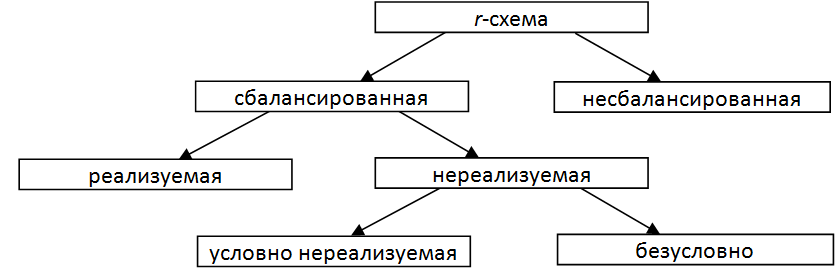 r-схема
сбалансированная
несбалансированная
реализуемая
нереализуемая
условно нереализуемая
безусловно